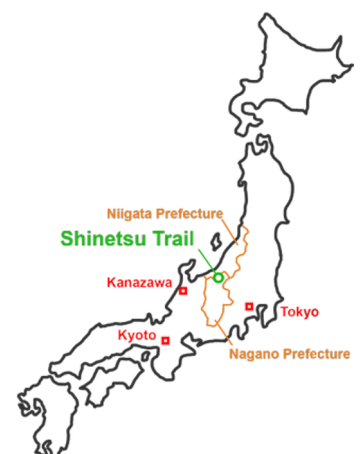 Niigata Prefecture
Shinetsu Trail
Kanazawa
Tokyo
Kyoto
Nagano Prefecture